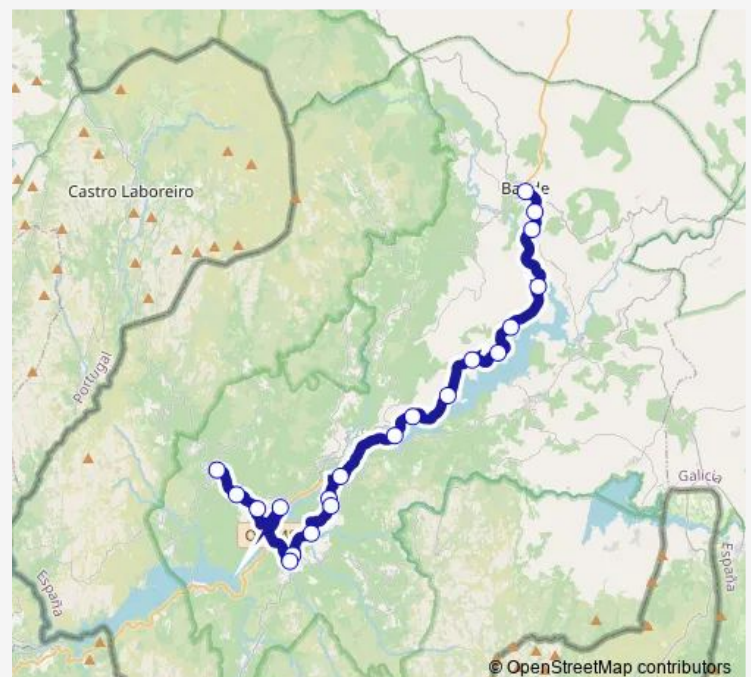 Castro Laboreiro
Portugal
Galicia
España
España
© OpenStreetMap contributors